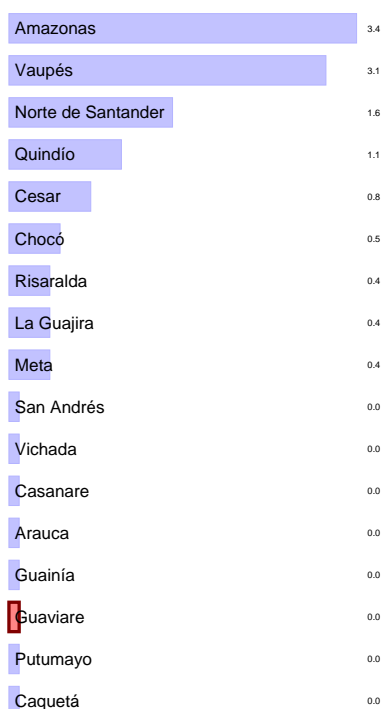 Amazonas 3.4
Vaupés 3.1
Norte de Santander 1.6
Quindío 1.1
Cesar 0.8
Chocó 0.5
Risaralda 0.4
La Guajira 0.4
Meta 0.4
San Andrés 0.0
Vichada 0.0
Casanare 0.0
Arauca 0.0
Guainía 0.0
Guaviare 0.0
Putumayo 0.0
Caquetá 0.0